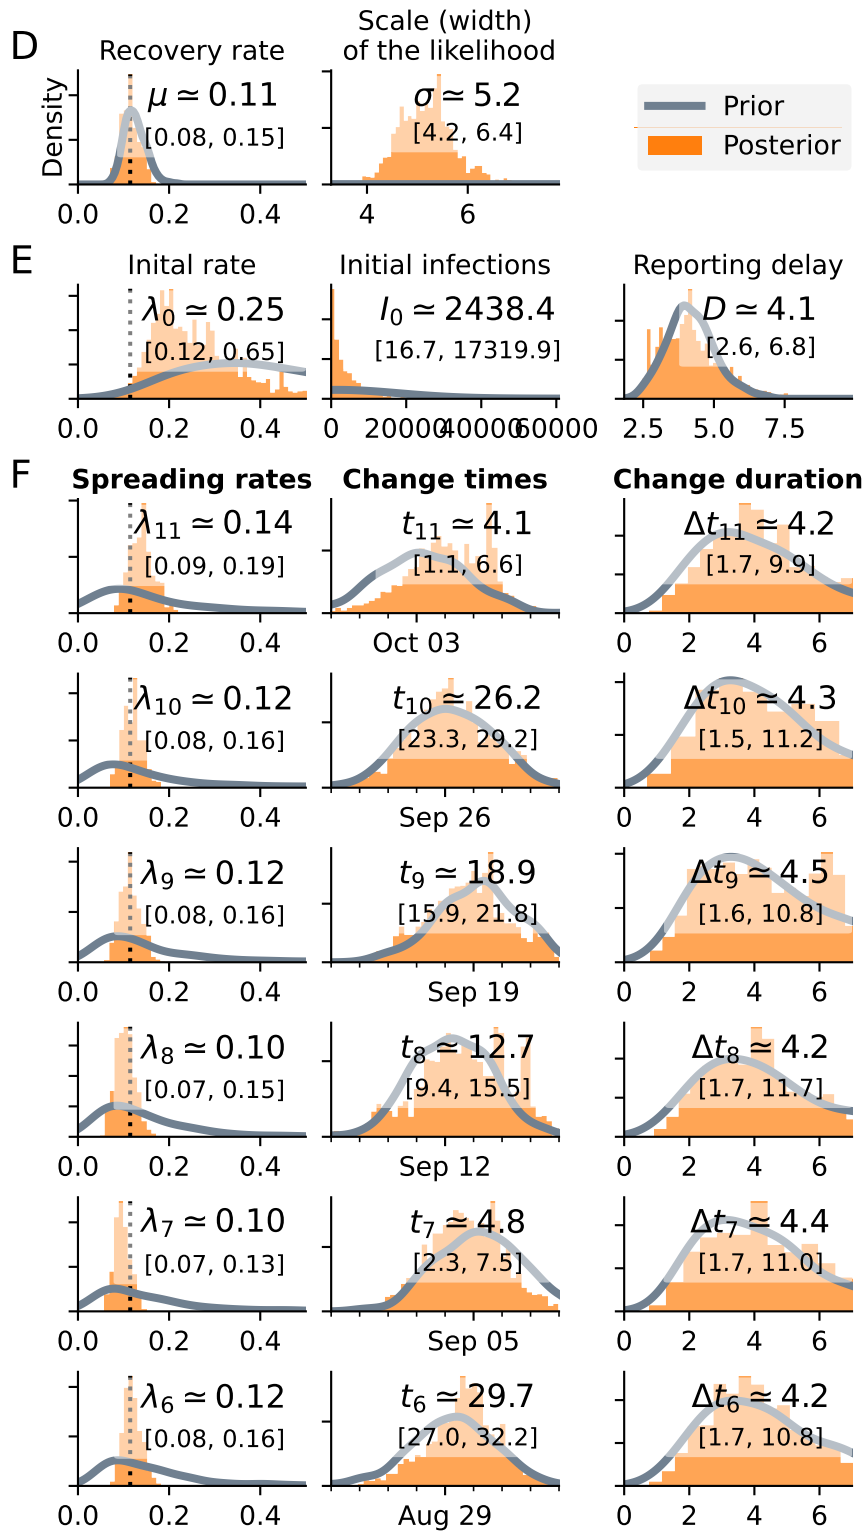 D
Recovery rate
Scale (width)
of the likelihood
Density
μ ≃ 0.11
[0.08, 0.15]
σ ≃ 5.2
[4.2, 6.4]
Prior
Posterior
0.0 0.2 0.4
4 6
E
Inital rate
Initial infections
Reporting delay
λ0 ≃ 0.25
[0.12, 0.65]
I0 ≃ 2438.4
[16.7, 17319.9]
D ≃ 4.1
[2.6, 6.8]
0.0 0.2 0.4
0 20000 40000 60000
2.5 5.0 7.5
F
Spreading rates
Change times
Change duration
λ11 ≃ 0.14
[0.09, 0.19]
t11 ≃ 4.1
[1.1, 6.6]
Δt11 ≃ 4.2
[1.7, 9.9]
0.0 0.2 0.4
Oct 03
0 2 4 6
λ10 ≃ 0.12
[0.08, 0.16]
t10 ≃ 26.2
[23.3, 29.2]
Δt10 ≃ 4.3
[1.5, 11.2]
0.0 0.2 0.4
Sep 26
0 2 4 6
λ9 ≃ 0.12
[0.08, 0.16]
t9 ≃ 18.9
[15.9, 21.8]
Δt9 ≃ 4.5
[1.6, 10.8]
0.0 0.2 0.4
Sep 19
0 2 4 6
λ8 ≃ 0.10
[0.07, 0.15]
t8 ≃ 12.7
[9.4, 15.5]
Δt8 ≃ 4.2
[1.7, 11.7]
0.0 0.2 0.4
Sep 12
0 2 4 6
λ7 ≃ 0.10
[0.07, 0.13]
t7 ≃ 4.8
[2.3, 7.5]
Δt7 ≃ 4.4
[1.7, 11.0]
0.0 0.2 0.4
Sep 05
0 2 4 6
λ6 ≃ 0.12
[0.08, 0.16]
t6 ≃ 29.7
[27.0, 32.2]
Δt6 ≃ 4.2
[1.7, 10.8]
0.0 0.2 0.4
Aug 29
0 2 4 6